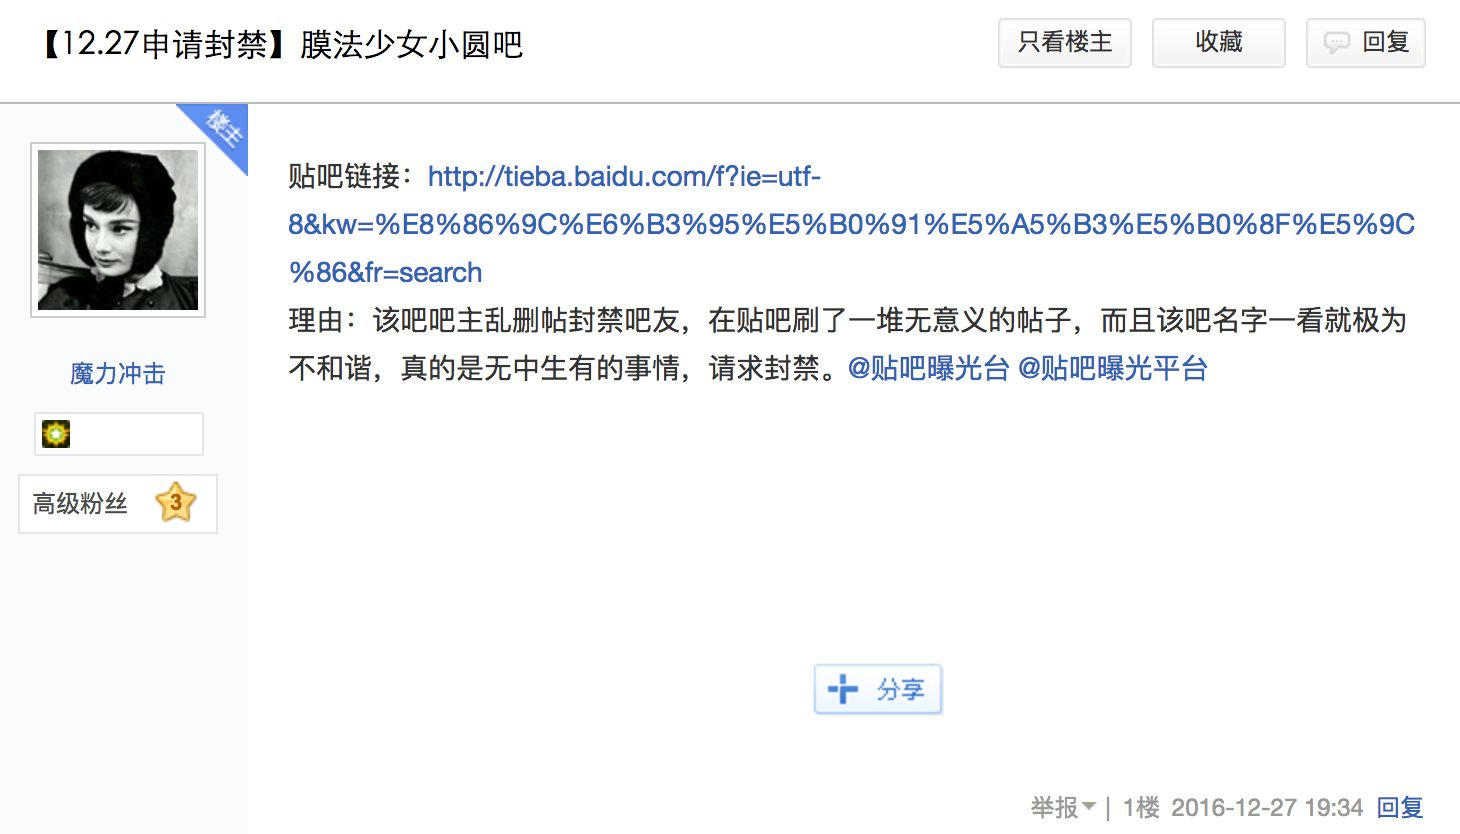 【12.27申请封禁】膜法少女小圆吧
只看楼主
收藏
回复
楼主
贴吧链接：http://tieba.baidu.com/f?ie=utf-
8&kw=%E8%86%9C%E6%B3%95%E5%B0%91%E5%A5%B3%E5%B0%8F%E5%9C
%86&fr=search
理由：该吧吧主乱删帖封禁吧友，在贴吧刷了一堆无意义的帖子，而且该吧名字一看就极为
不和谐，真的是无中生有的事情，请求封禁。@贴吧曝光台 @贴吧曝光平台
魔力冲击
高级粉丝 3
分享
举报 | 1楼 2016-12-27 19:34 回复